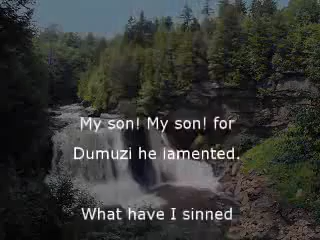 My son! My son! for
Dumuzi he lamented.
What have I sinned